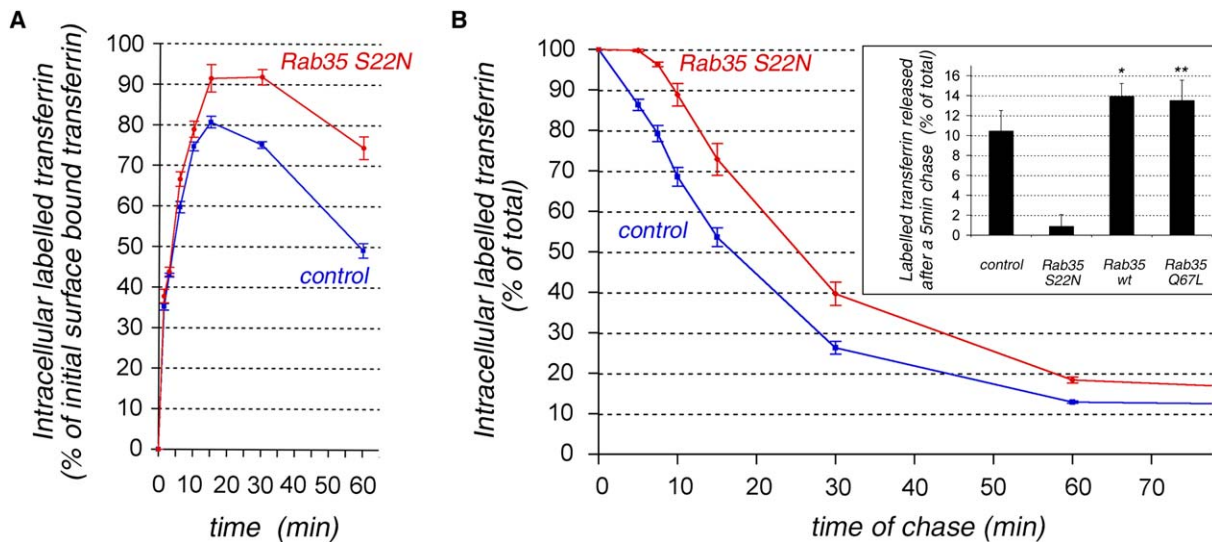 A
Intracellular labelled transferrin
(% of initial surface bound transferrin)
100
90
80
70
60
50
40
30
20
10
0
Rab35 S22N
control
0 10 20 30 40 50 60
time (min)
B
Intracellular labelled transferrin
(% of total)
100
90
80
70
60
50
40
30
20
10
0
Rab35 S22N
control
0 10 20 30 40 50 60 70
time of chase (min)
Labelled transferrin released
after a 5min chase (% of total)
16
14
12
10
8
6
4
2
0
* **
control Rab35 Rab35 Rab35
S22N wt Q67L